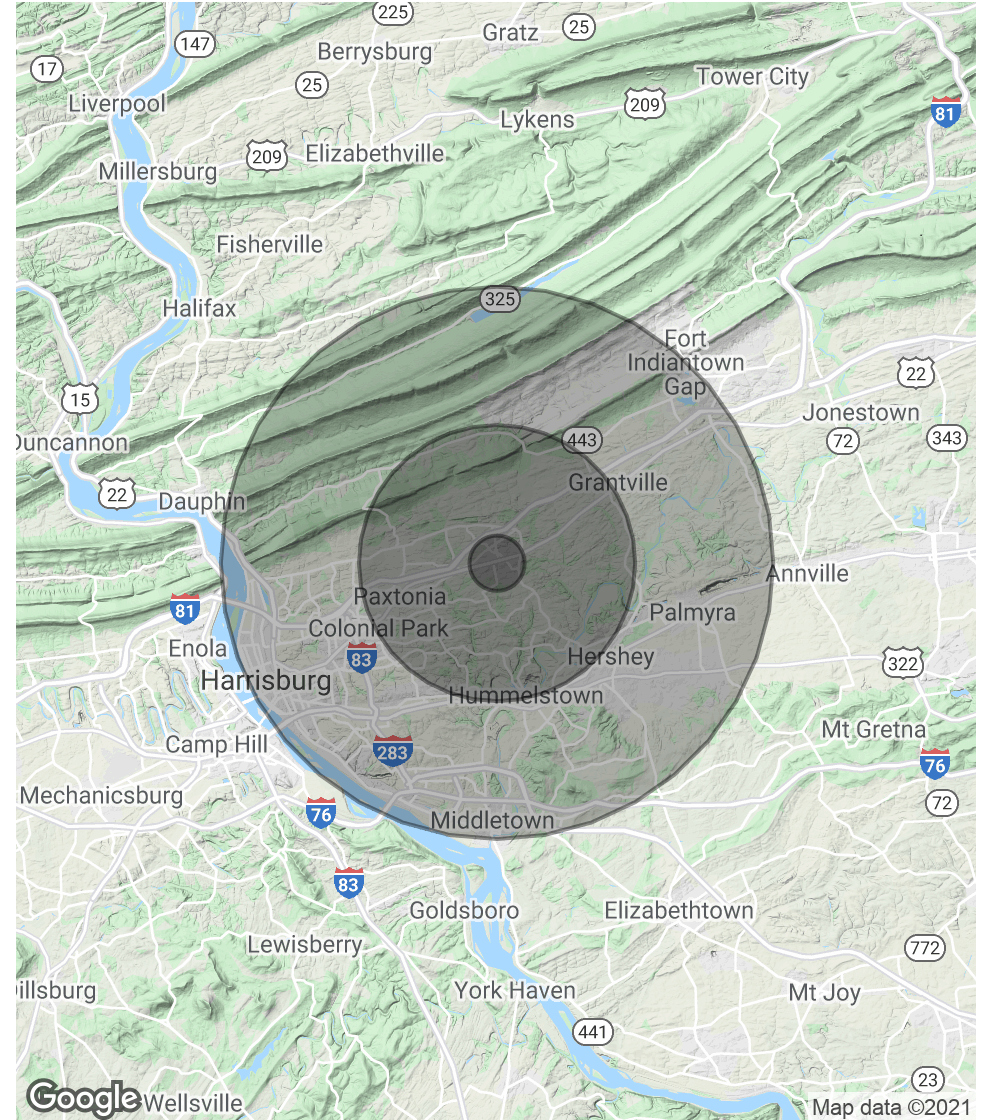 225
Gratz
25
147
Berrysburg
17
25
Tower City
Liverpool
209
81
Lykens
209
Elizabethville
Millersburg
Fisherville
325
Halifax
Fort
Indiantown
Gap
22
15
Jonestown
Duncannon
443
72
343
Grantville
22
Dauphin
Annville
Paxtonia
81
Palmyra
Colonial Park
Enola
83
Hershey
322
Harrisburg
Hummelstown
Mt Gretna
Camp Hill
283
76
Mechanicsburg
72
76
Middletown
83
Goldsboro
Elizabethtown
Lewisberry
772
illsburg
York Haven
Mt Joy
441
23
Google
Wellsville
Map data ©2021